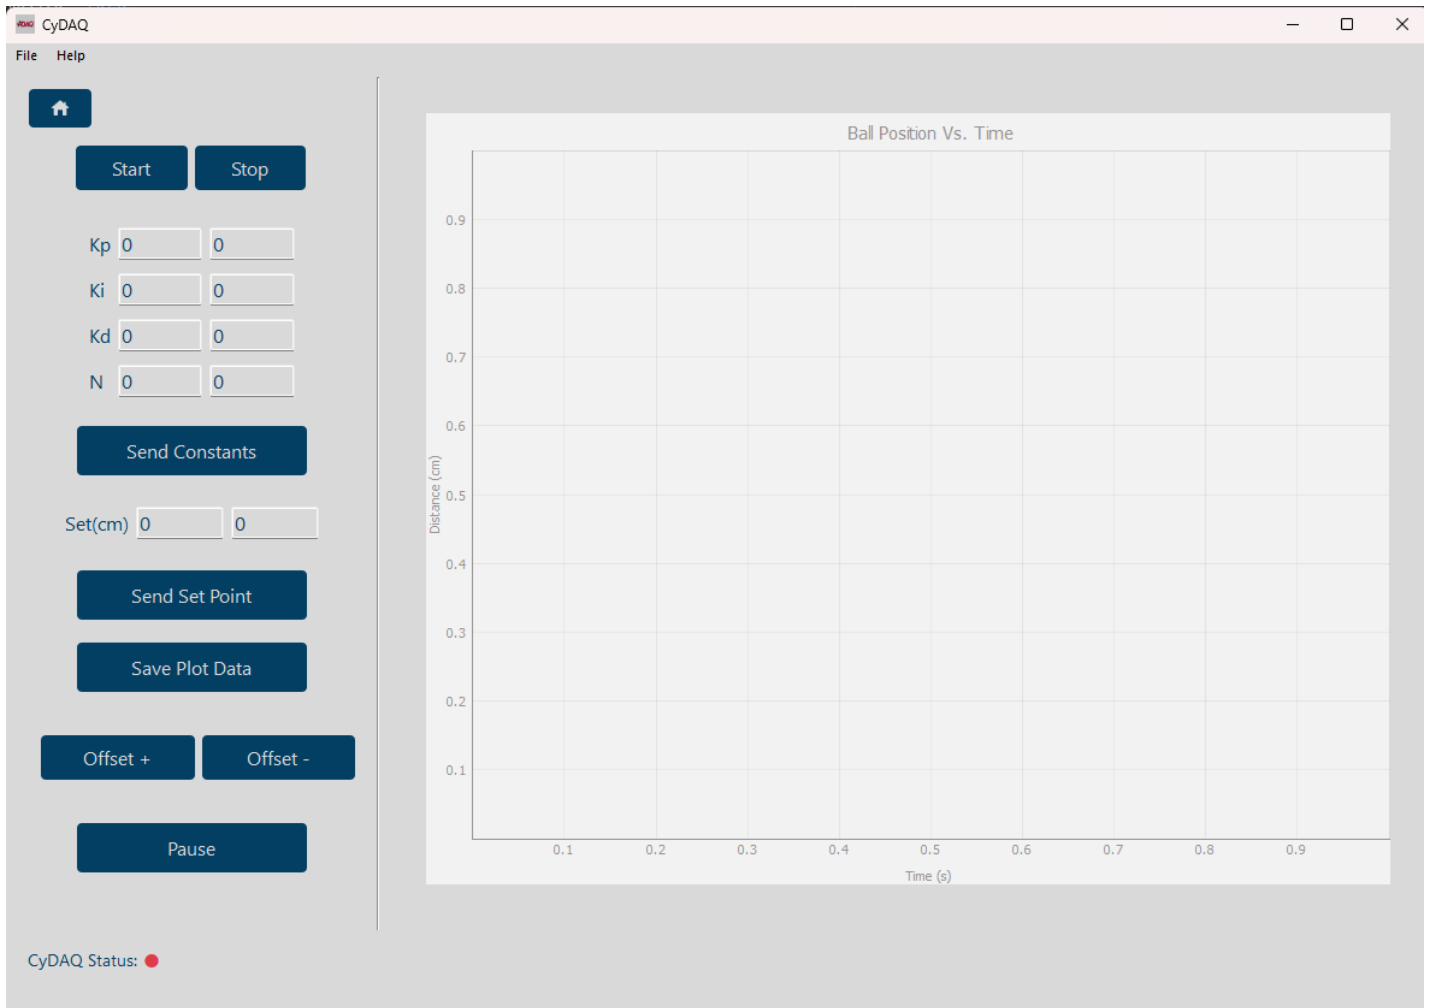 CyDAQ
File Help
Start Stop
Kp 0 0
Ki 0 0
Kd 0 0
N 0 0
Send Constants
Set(cm) 0 0
Send Set Point
Save Plot Data
Offset + Offset -
Pause
CyDAQ Status:
Ball Position Vs. Time
0.9
0.8
0.7
0.6
0.5
0.4
0.3
0.2
0.1
Distance (cm)
0.1 0.2 0.3 0.4 0.5 0.6 0.7 0.8 0.9
Time (s)